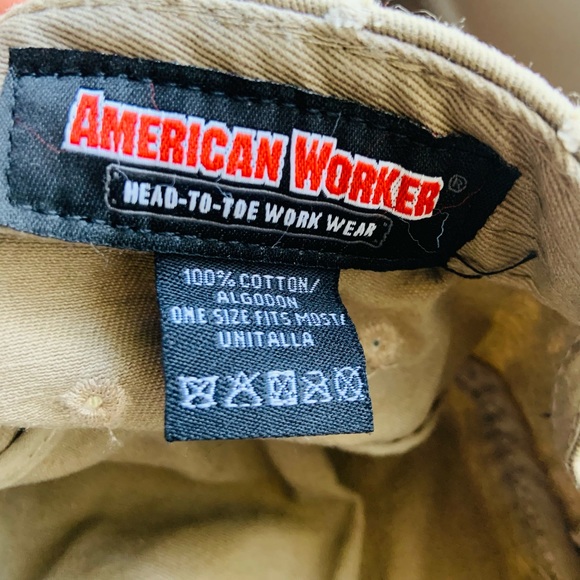 AMERICAN WORKER®
HEAD-TO-TOE WORK WEAR
100% COTTON/
ALGODON
ONE SIZE FITS MOST/
UNITALLA